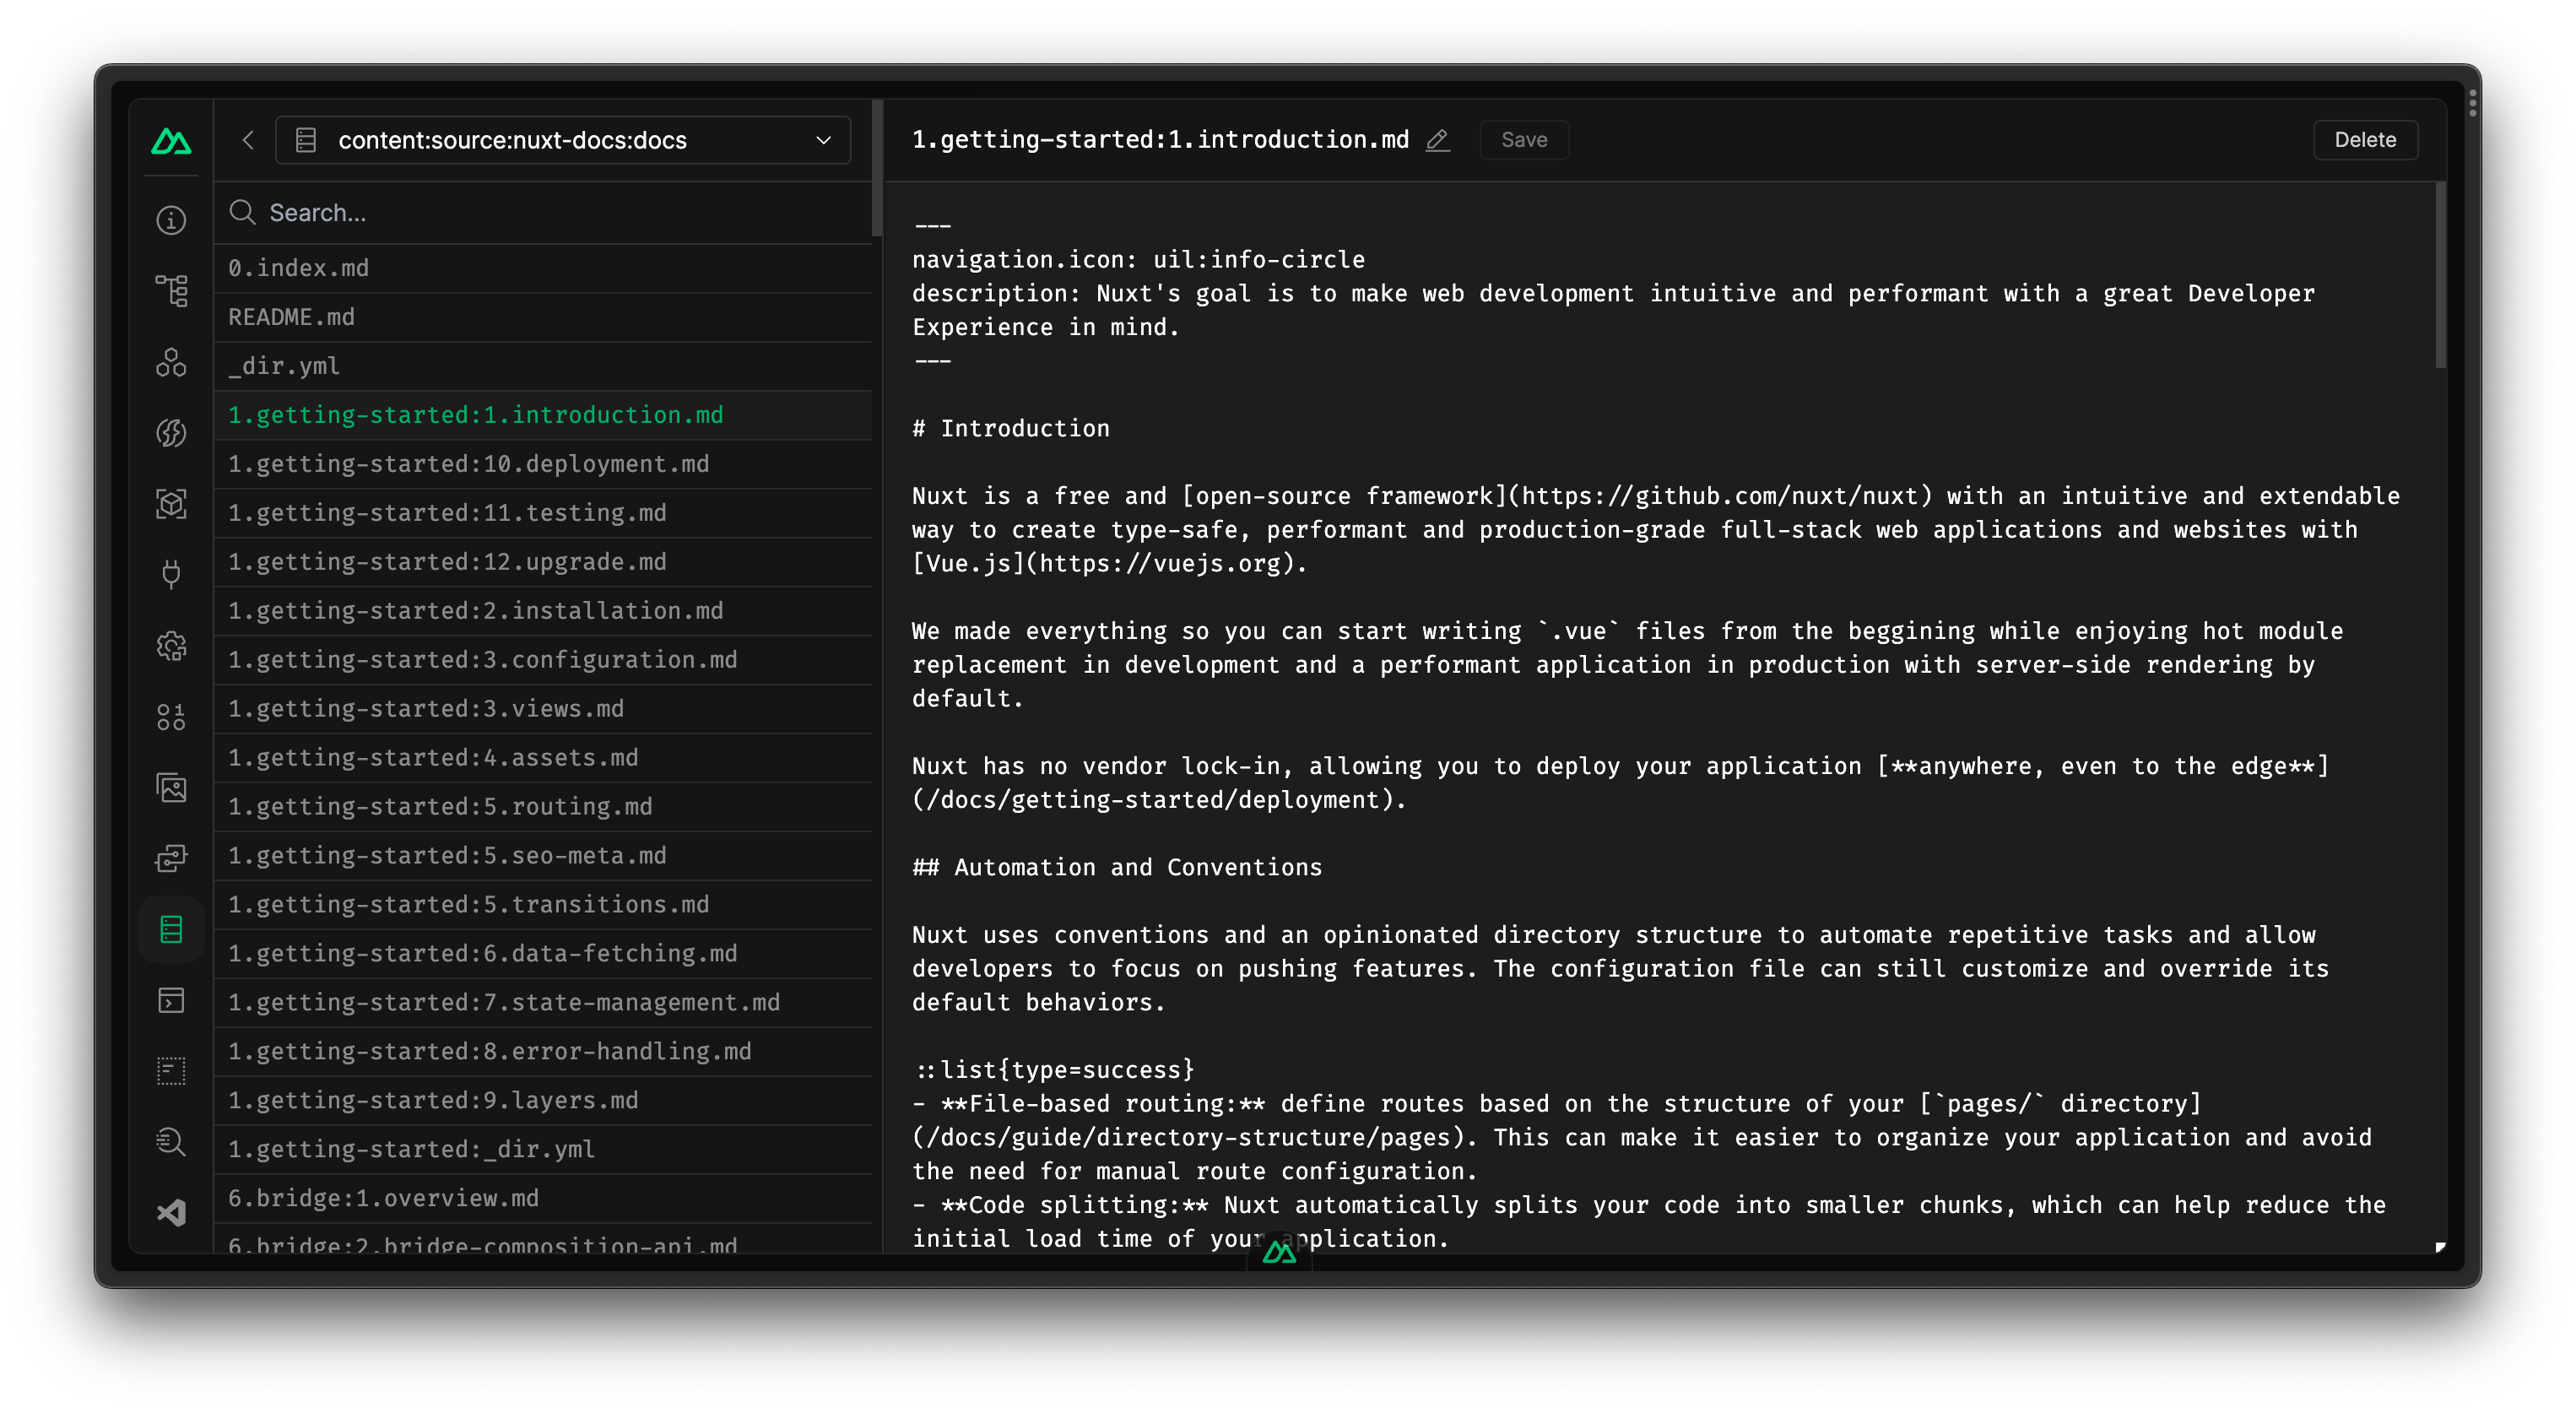 content:source:nuxt-docs:docs
Search...
0.index.md
README.md
_dir.yml
1.getting-started:1.introduction.md
1.getting-started:10.deployment.md
1.getting-started:11.testing.md
1.getting-started:12.upgrade.md
1.getting-started:2.installation.md
1.getting-started:3.configuration.md
1.getting-started:3.views.md
1.getting-started:4.assets.md
1.getting-started:5.routing.md
1.getting-started:5.seo-meta.md
1.getting-started:5.transitions.md
1.getting-started:6.data-fetching.md
1.getting-started:7.state-management.md
1.getting-started:8.error-handling.md
1.getting-started:9.layers.md
1.getting-started:_dir.yml
6.bridge:1.overview.md
6.bridge:2.bridge-composition-api.md
1.getting-started:1.introduction.md
Save
Delete
---
navigation.icon: uil:info-circle
description: Nuxt's goal is to make web development intuitive and performant with a great Developer
Experience in mind.
---
# Introduction
Nuxt is a free and [open-source framework](https://github.com/nuxt/nuxt) with an intuitive and extendable
way to create type-safe, performant and production-grade full-stack web applications and websites with
[Vue.js](https://vuejs.org).
We made everything so you can start writing `.vue` files from the beggining while enjoying hot module
replacement in development and a performant application in production with server-side rendering by
default.
Nuxt has no vendor lock-in, allowing you to deploy your application [**anywhere, even to the edge**]
(/docs/getting-started/deployment).
## Automation and Conventions
Nuxt uses conventions and an opinionated directory structure to automate repetitive tasks and allow
developers to focus on pushing features. The configuration file can still customize and override its
default behaviors.
::list{type=success}
- **File-based routing:** define routes based on the structure of your [`pages/` directory]
(/docs/guide/directory-structure/pages). This can make it easier to organize your application and avoid
the need for manual route configuration.
- **Code splitting:** Nuxt automatically splits your code into smaller chunks, which can help reduce the
initial load time of your application.